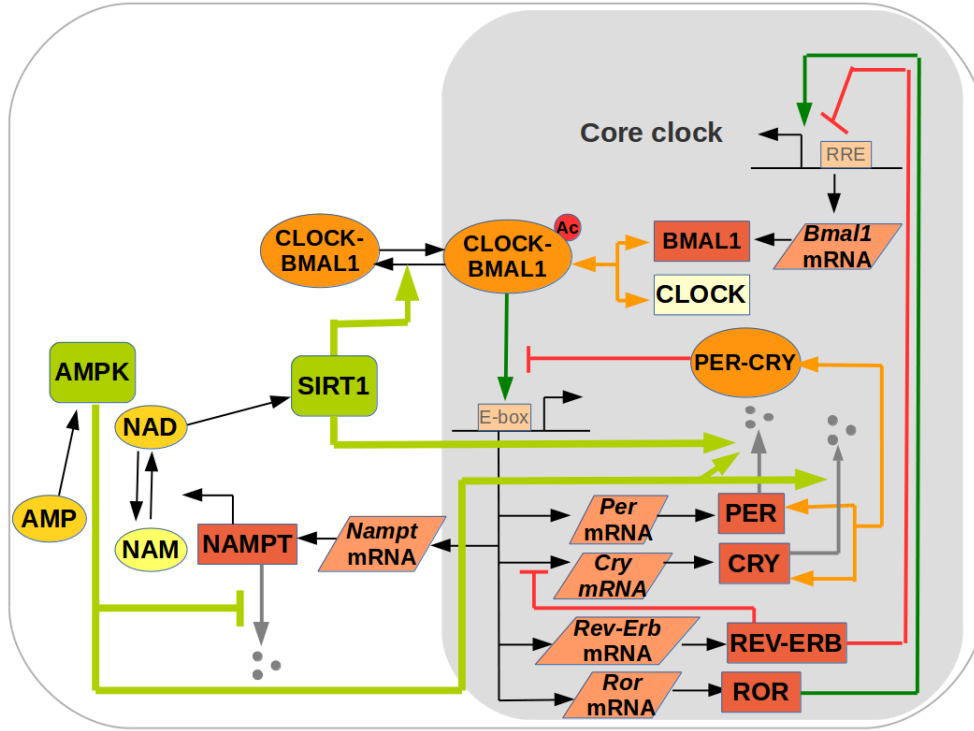 Core clock
RRE
Bmal1
mRNA
BMAL1
CLOCK
Ac
CLOCK-
BMAL1
CLOCK-
BMAL1
PER-CRY
AMPK
SIRT1
NAD
E-box
AMP
NAM
NAMPT
Nampt
mRNA
Per
mRNA
PER
Cry
mRNA
CRY
Rev-Erb
mRNA
REV-ERB
Ror
mRNA
ROR